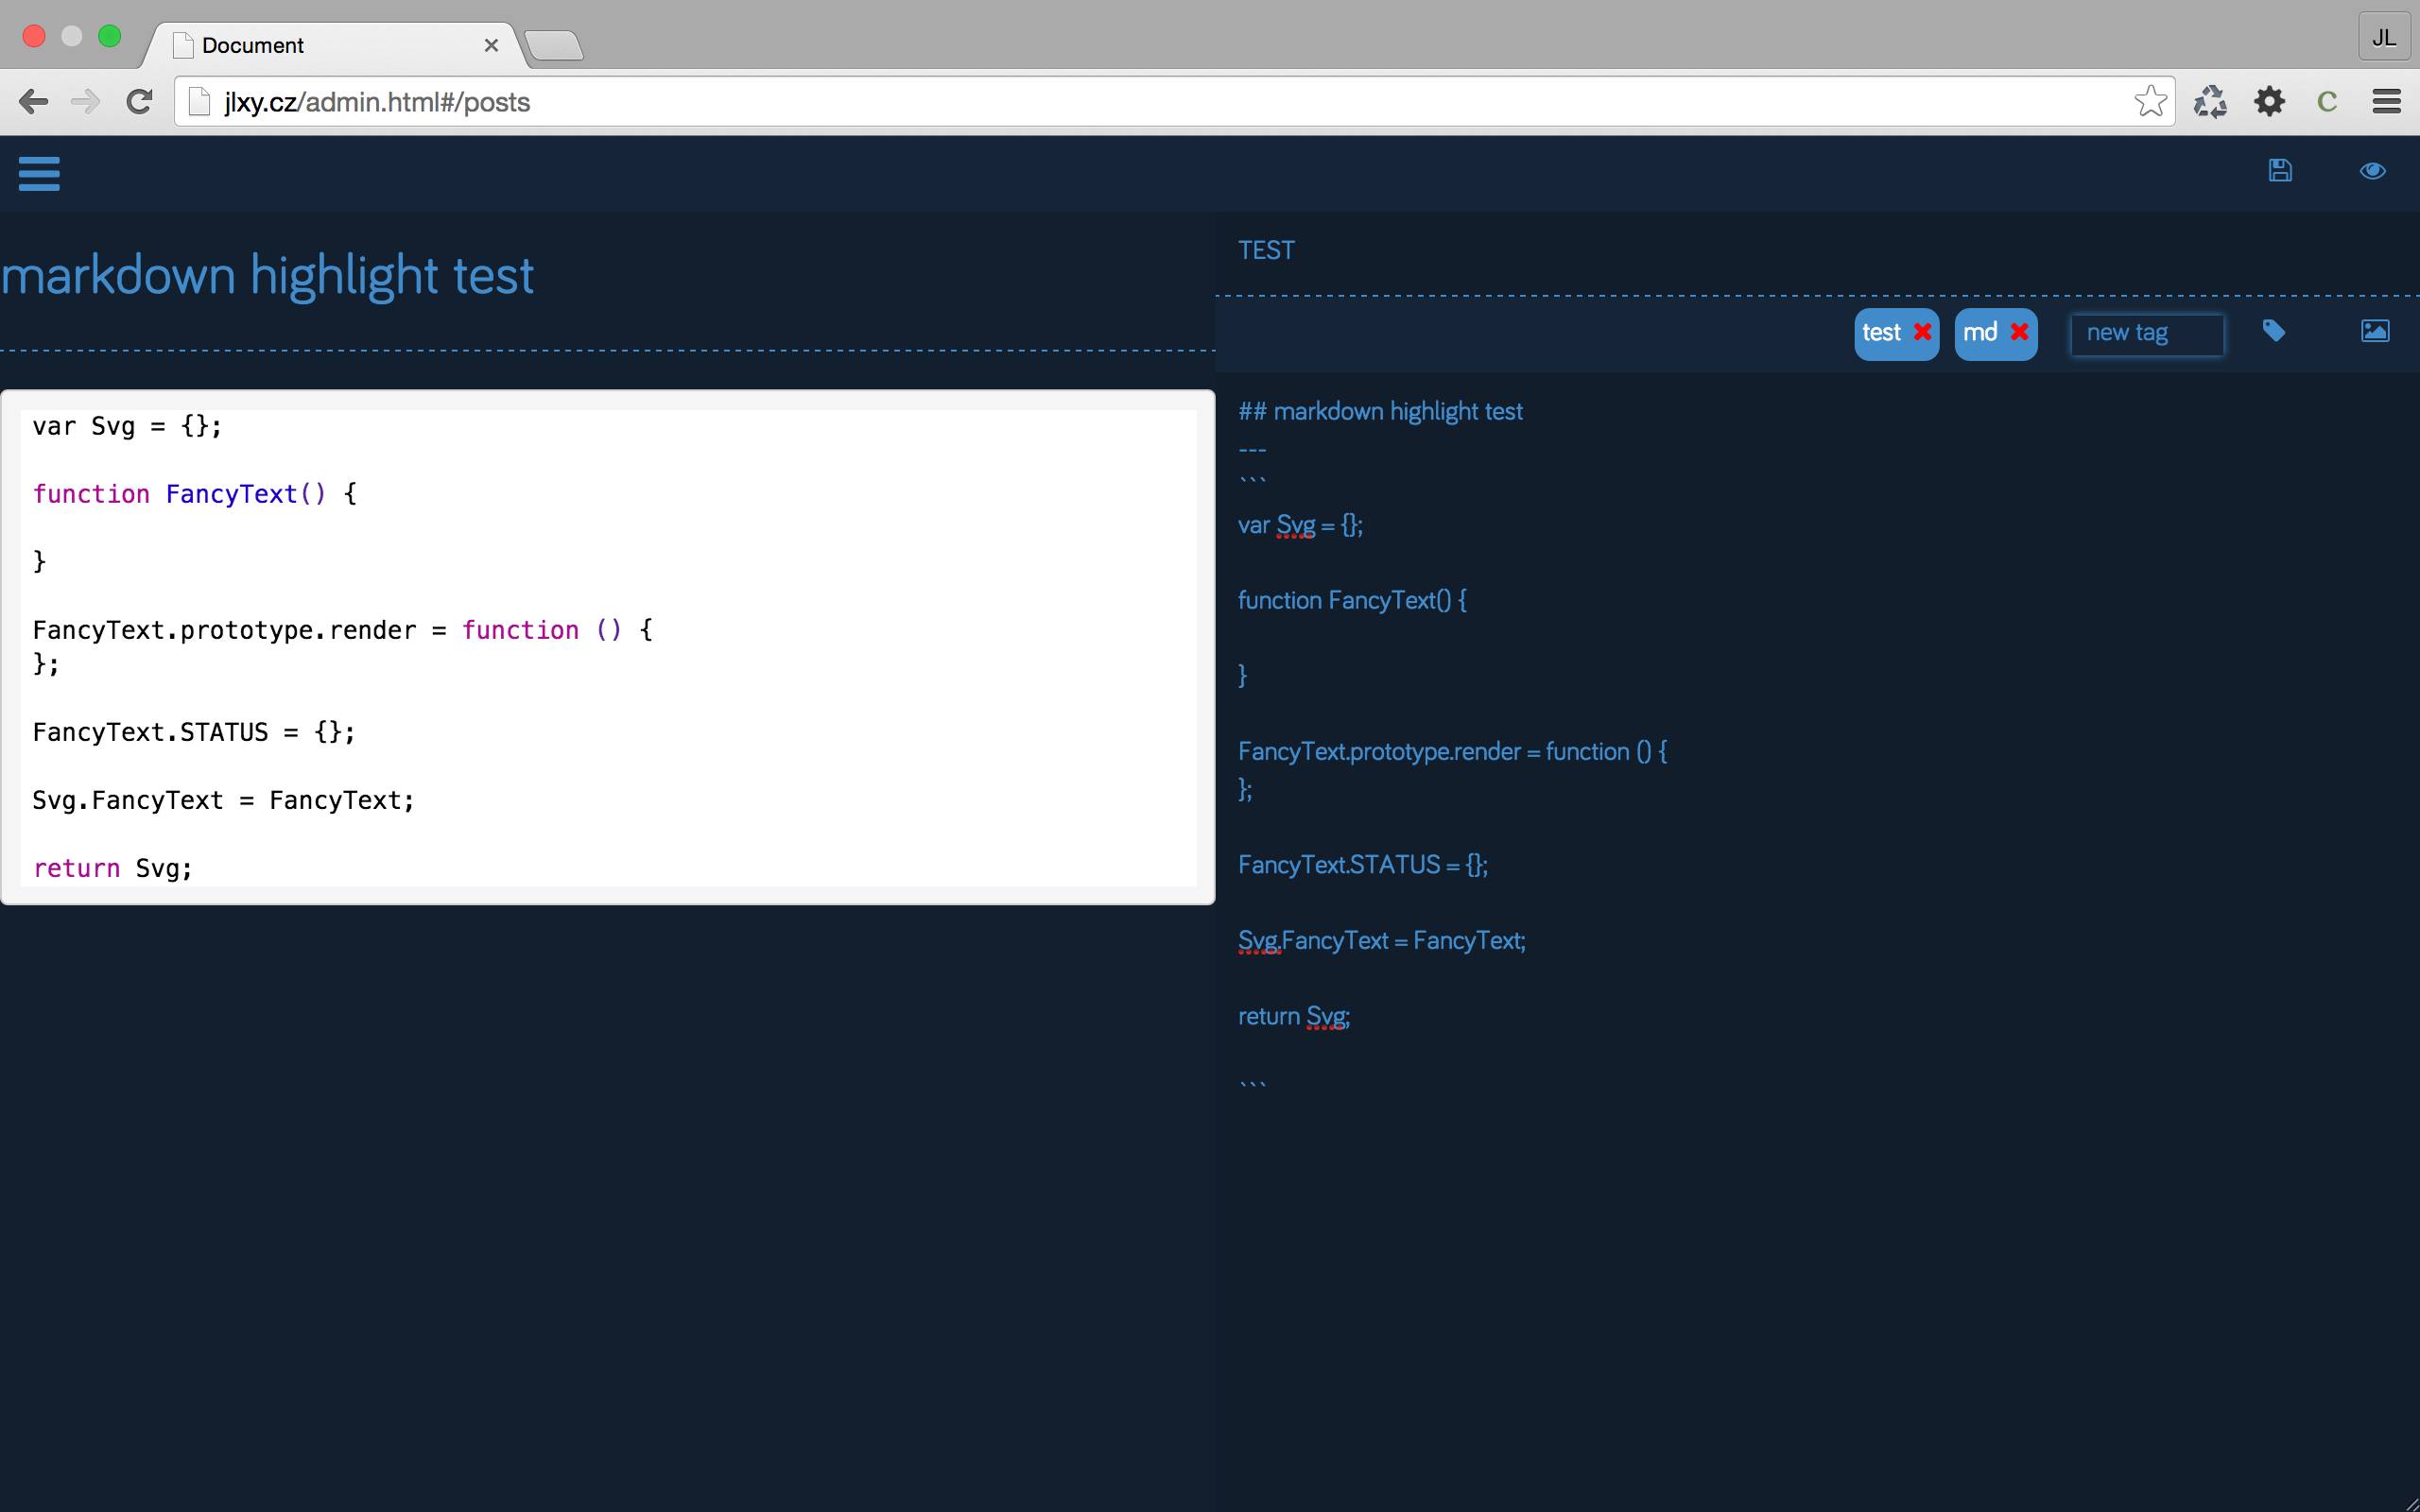 Document
JL
jlxy.cz/admin.html#/posts
C
markdown highlight test
var Svg = {};
function FancyText() {
}
FancyText.prototype.render = function () {
};
FancyText.STATUS = {};
Svg.FancyText = FancyText;
return Svg;
TEST
test md new tag
## markdown highlight test
---
```
var Svg = {};
function FancyText() {
}
FancyText.prototype.render = function () {
};
FancyText.STATUS = {};
Svg.FancyText = FancyText;
return Svg;
```